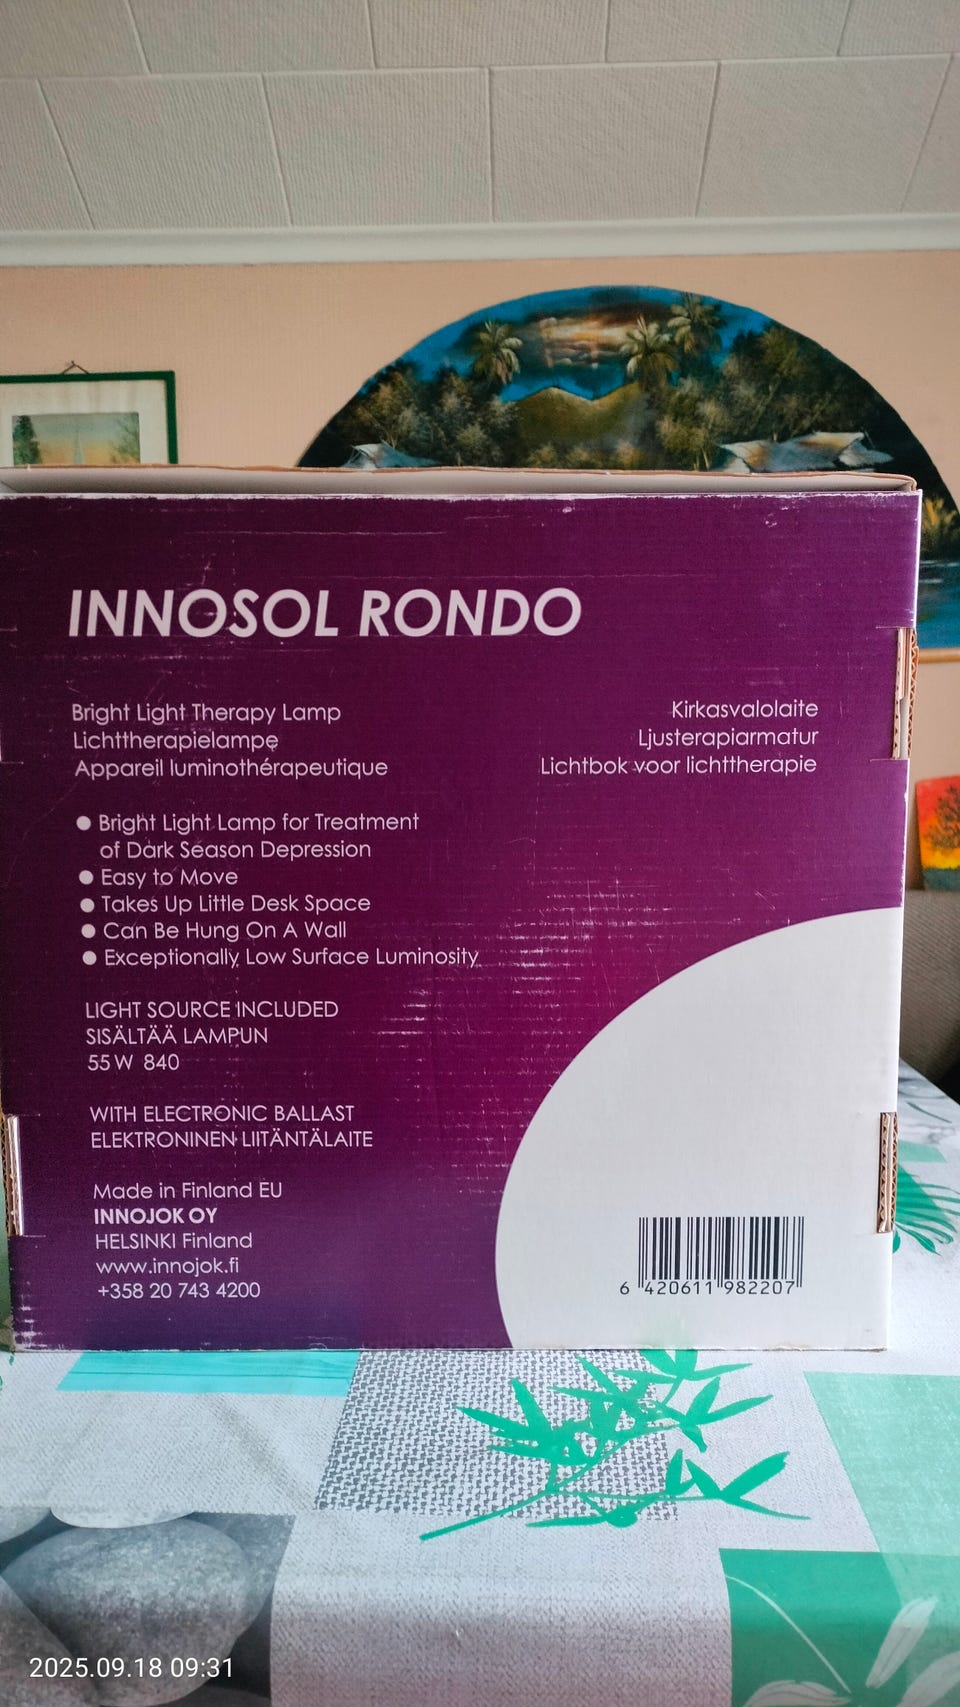 INNOSOL RONDO
Bright Light Therapy Lamp
Lichttherapielampe
Appareil luminothérapeutique
Kirkasvalolaite
Ljusterapiarmatur
Lichtbok voor lichttherapie
● Bright Light Lamp for Treatment
of Dark Season Depression
● Easy to Move
● Takes Up Little Desk Space
● Can Be Hung On A Wall
● Exceptionally Low Surface Luminosity
LIGHT SOURCE INCLUDED
SISÄLTÄÄ LAMPUN
55 W 840
WITH ELECTRONIC BALLAST
ELEKTRONINEN LIITÄNTÄLAITE
Made in Finland EU
INNOJOK OY
HELSINKI Finland
www.innojok.fi
+358 20 743 4200
6 420611 982207
2025.09.18 09:31